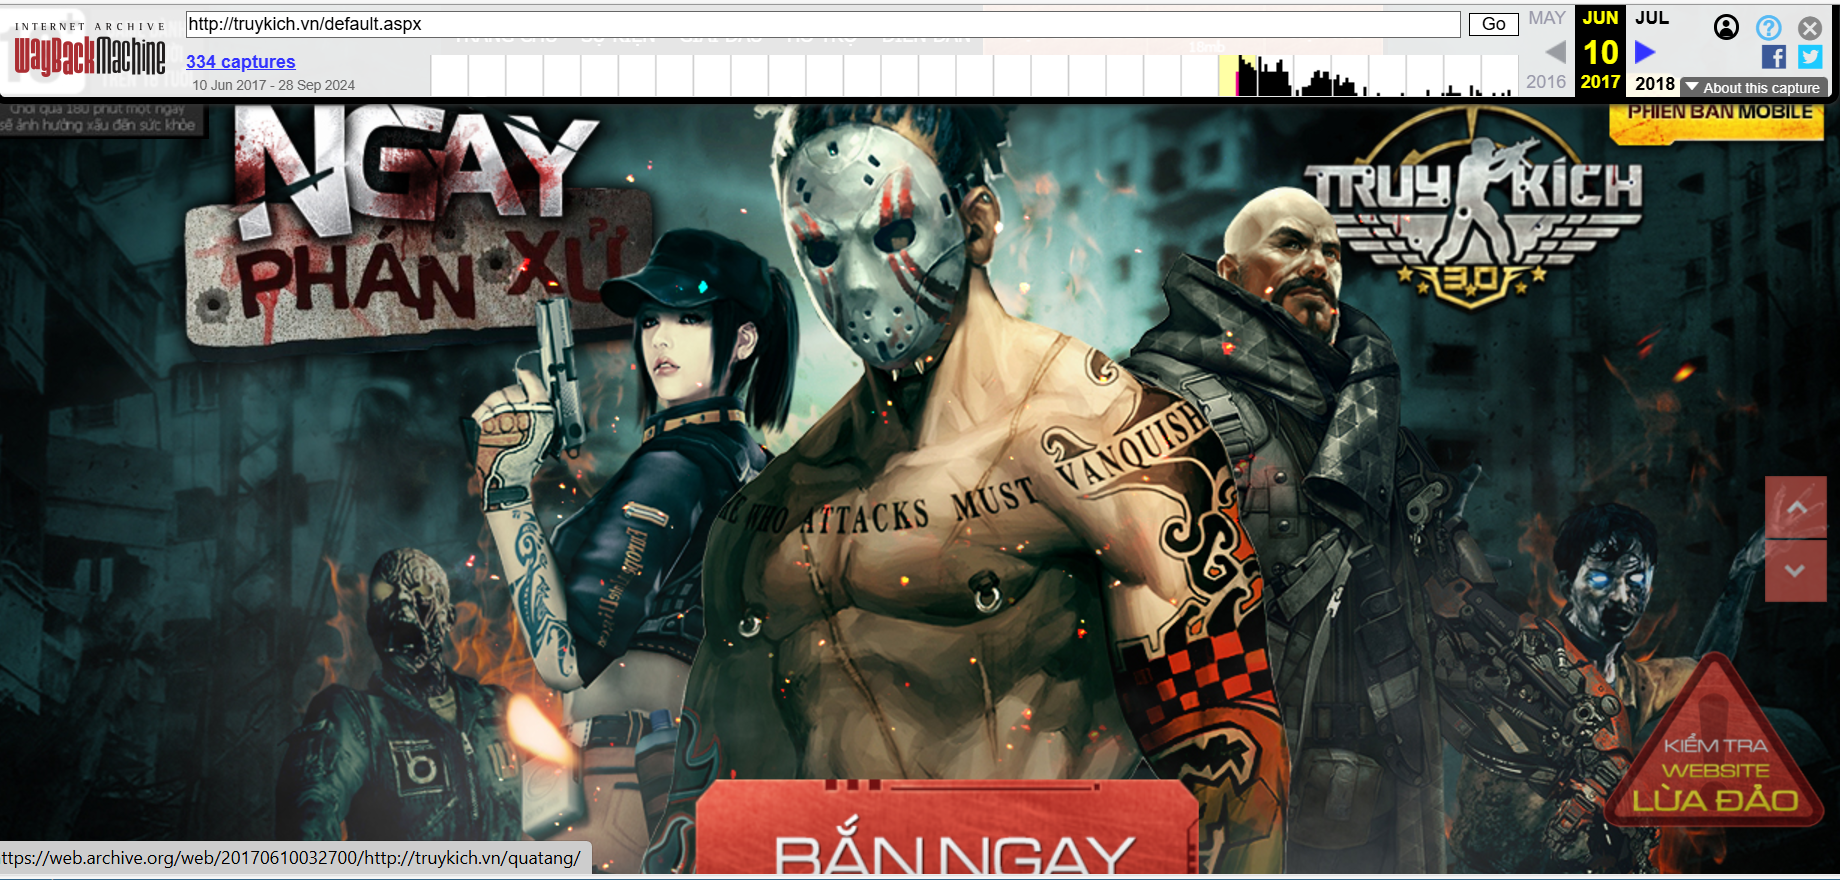 INTERNET ARCHIVE
WayBackMachine
http://truykich.vn/default.aspx
Go
334 captures
10 Jun 2017 - 28 Sep 2024
MAY
JUN
JUL
10
2016
2017
2018
About this capture
18mb
Chơi quá 180 phút một ngày
sẽ ảnh hưởng xấu đến sức khỏe
PHIÊN BẢN MOBILE
NGÀY
PHÁN XỬ
TRUY KÍCH
3.0
HE WHO ATTACKS MUST VANQUISH
KIỂM TRA
WEBSITE
LỪA ĐẢO
BẮN NGAY
ttps://web.archive.org/web/20170610032700/http://truykich.vn/quatang/